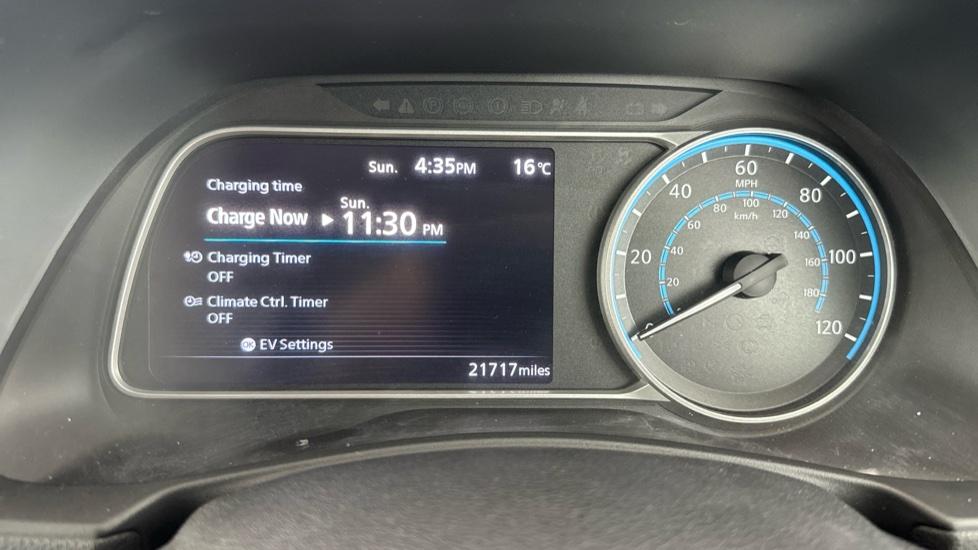 Sun. 4:35PM 16°C
Charging time
Charge Now ▶ Sun. 11:30 PM
Charging Timer
OFF
Climate Ctrl. Timer
OFF
OK EV Settings
21717miles
0 20 40 60 80 100 120
MPH
20 40 60 80 100 120 140 160 180
km/h